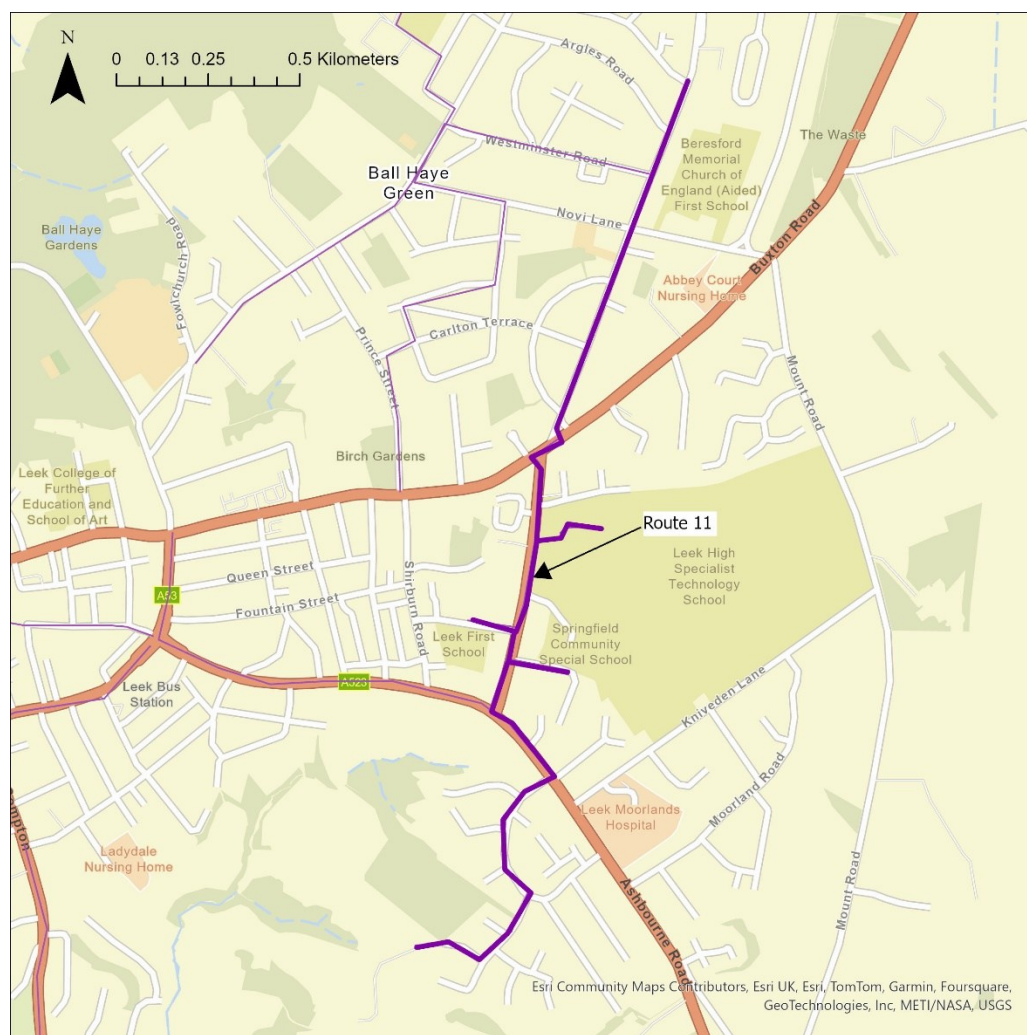 N
0 0.13 0.25 0.5 Kilometers
Argles Road
The Waste
Westminster Road
Beresford
Memorial
Church of
England (Aided)
First School
Ball Haye
Green
Novi Lane
Ball Haye
Gardens
Fowlchurch Road
Buxton Road
Abbey Court
Nursing Home
Carlton Terrace
Prince Street
Mount Road
Birch Gardens
Leek College of
Further
Education and
School of Art
Route 11
Leek High
Specialist
Technology
School
Queen Street
Shirburn Road
A53
Fountain Street
Leek First
School
Springfield
Community
Special School
A523
Leek Bus
Station
Kniveden Lane
Moorland Road
Leek Moorlands
Hospital
Ladydale
Nursing Home
Mount Road
Ashbourne Road
Esri Community Maps Contributors, Esri UK, Esri, TomTom, Garmin, Foursquare,
GeoTechnologies, Inc, METI/NASA, USGS